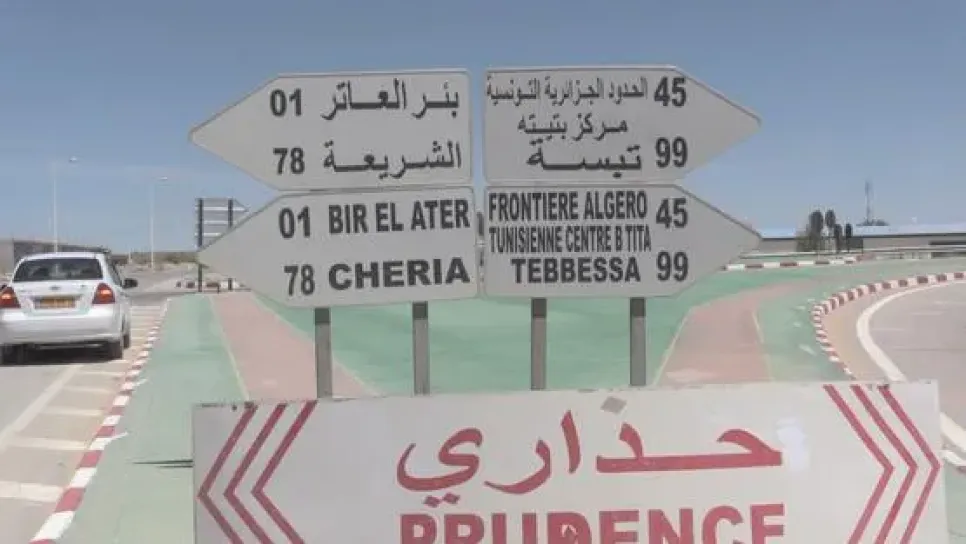 01 بئر العاتر
78 الشريعة
الحدود الجزائرية التونسية 45
مركز بتيته
تبسة 99
01 BIR EL ATER
78 CHERIA
FRONTIERE ALGERO 45
TUNISIENNE CENTRE B TITA
TEBBESSA 99
حذاري
PRUDENCE